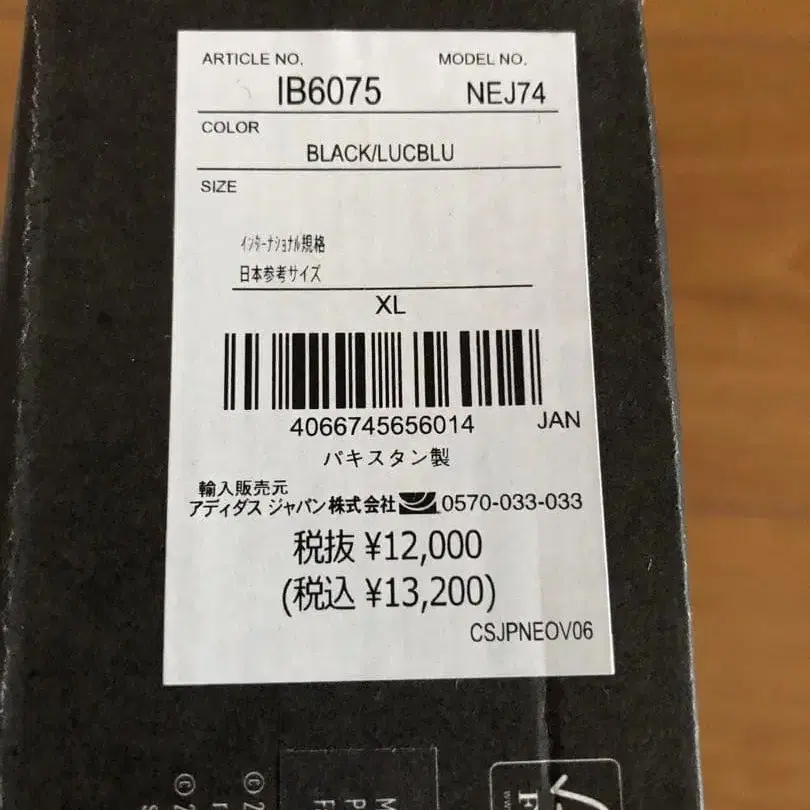 ARTICLE NO. MODEL NO.
IB6075 NEJ74
COLOR
BLACK/LUCBLU
SIZE
インターナショナル規格
日本参考サイズ
XL
4066745656014 JAN
パキスタン製
輸入販売元
アディダス ジャパン株式会社 0570-033-033
税抜 ¥12,000
(税込 ¥13,200)
CSJPNEOV06